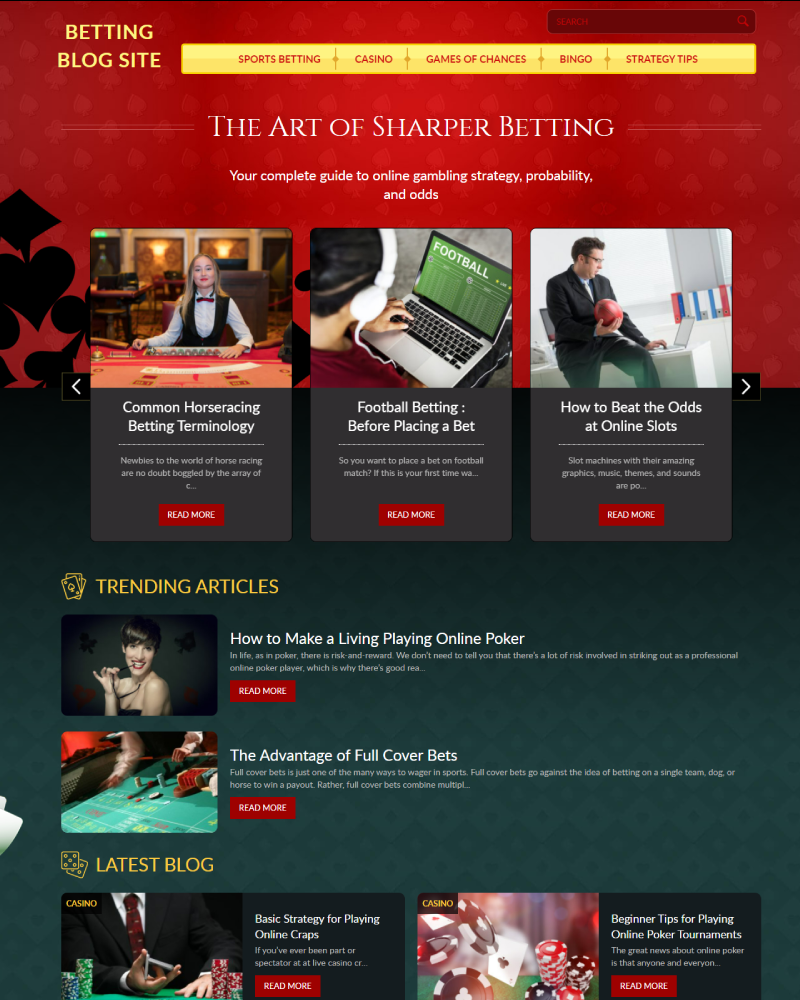 BETTING
BLOG SITE
SEARCH
SPORTS BETTING
CASINO
GAMES OF CHANCES
BINGO
STRATEGY TIPS
The Art of Sharper Betting
Your complete guide to online gambling strategy, probability,
and odds
FOOTBALL
Common Horseracing
Betting Terminology
Newbies to the world of horse racing
are no doubt boggled by the array of
c...
READ MORE
Football Betting :
Before Placing a Bet
So you want to place a bet on football
match? If this is your first time wa...
READ MORE
How to Beat the Odds
at Online Slots
Slot machines with their amazing
graphics, music, themes, and sounds
are po...
READ MORE
TRENDING ARTICLES
How to Make a Living Playing Online Poker
In life, as in poker, there is risk-and-reward. We don't need to tell you that there's a lot of risk involved in striking out as a professional
online poker player, which is why there's good rea...
READ MORE
The Advantage of Full Cover Bets
Full cover bets is just one of the many ways to wager in sports. Full cover bets go against the idea of betting on a single team, dog, or
horse to win a payout. Rather, full cover bets combine multipl...
READ MORE
LATEST BLOG
CASINO
Basic Strategy for Playing
Online Craps
If you've ever been part or
spectator at at live casino cr...
READ MORE
CASINO
Beginner Tips for Playing
Online Poker Tournaments
The great news about online poker
is that anyone and everyon...
READ MORE